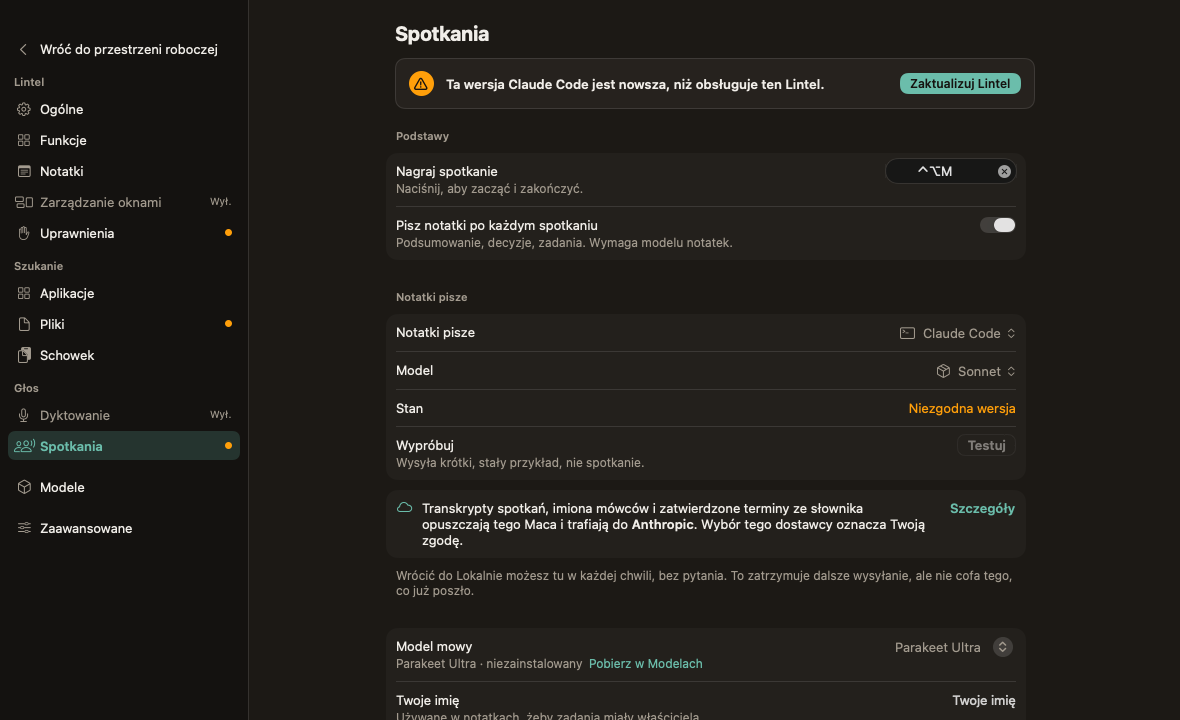 Wróć do przestrzeni roboczej
Lintel
Ogólne
Funkcje
Notatki
Zarządzanie oknami
Wył.
Uprawnienia
Szukanie
Aplikacje
Pliki
Schowek
Głos
Dyktowanie
Wył.
Spotkania
Modele
Zaawansowane
Spotkania
Ta wersja Claude Code jest nowsza, niż obsługuje ten Lintel.
Zaktualizuj Lintel
Podstawy
Nagraj spotkanie
⌃⌥M
Naciśnij, aby zacząć i zakończyć.
Pisz notatki po każdym spotkaniu
Podsumowanie, decyzje, zadania. Wymaga modelu notatek.
Notatki pisze
Notatki pisze
Claude Code
Model
Sonnet
Stan
Niezgodna wersja
Wypróbuj
Testuj
Wysyła krótki, stały przykład, nie spotkanie.
Transkrypty spotkań, imiona mówców i zatwierdzone terminy ze słownika
opuszczają tego Maca i trafiają do Anthropic. Wybór tego dostawcy oznacza Twoją
zgodę.
Szczegóły
Wrócić do Lokalnie możesz tu w każdej chwili, bez pytania. To zatrzymuje dalsze wysyłanie, ale nie cofa tego,
co już poszło.
Model mowy
Parakeet Ultra
Parakeet Ultra · niezainstalowany Pobierz w Modelach
Twoje imię
Twoje imię
Używane w notatkach, żeby zadania miały właściciela.